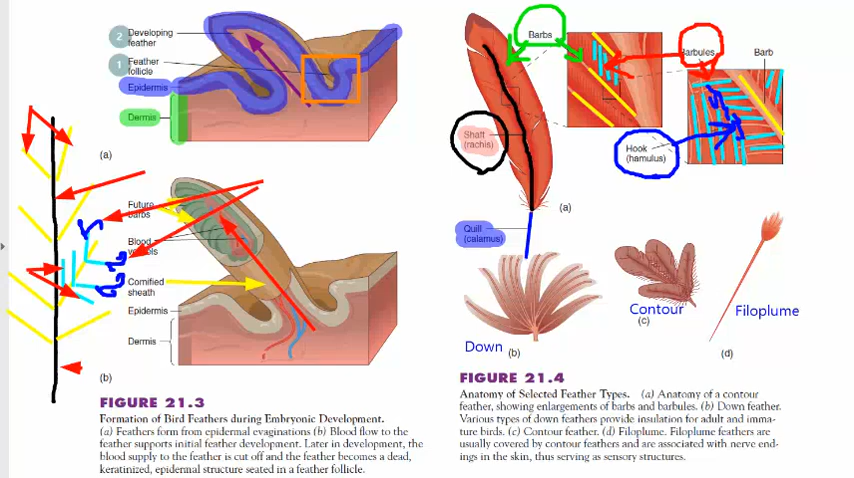 2 Developing
feather
1 Feather
follicle
Epidermis
Dermis
(a)
Future
barbs
Blood
vessels
Cornified
sheath
Epidermis
Dermis
(b)
FIGURE 21.3
Formation of Bird Feathers during Embryonic Development.
(a) Feathers form from epidermal evaginations (b) Blood flow to the
feather supports initial feather development. Later in development, the
blood supply to the feather is cut off and the feather becomes a dead,
keratinized, epidermal structure seated in a feather follicle.
Barbs
Barbules
Barb
Shaft
(rachis)
Hook
(hamulus)
(a)
Quill
(calamus)
Down
(b)
Contour
(c)
Filoplume
(d)
FIGURE 21.4
Anatomy of Selected Feather Types. (a) Anatomy of a contour
feather, showing enlargements of barbs and barbules. (b) Down feather.
Various types of down feathers provide insulation for adult and imma-
ture birds. (c) Contour feather. (d) Filoplume. Filoplume feathers are
usually covered by contour feathers and are associated with nerve end-
ings in the skin, thus serving as sensory structures.